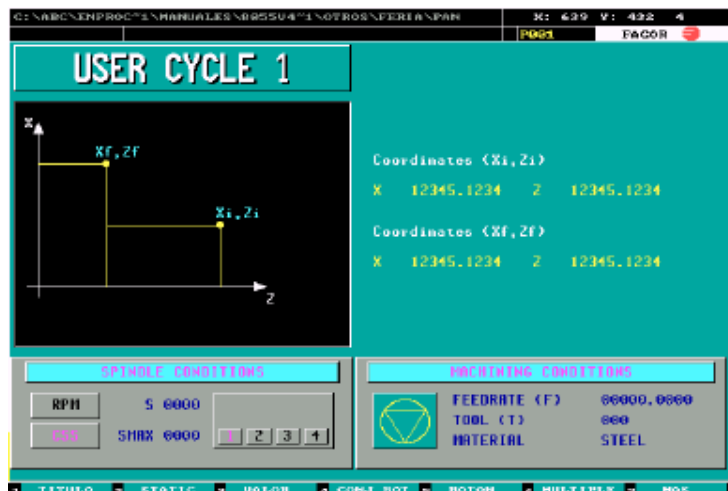 C:\ABC\ENPROC~1\MANUALES\8055V4~1\OTROS\FERIA\PAN X: 639 Y: 432 4
P001 FAGOR
USER CYCLE 1
X
Xf,Zf
Xi,Zi
Z
Coordinates (Xi,Zi)
X 12345.1234 Z 12345.1234
Coordinates (Xf,Zf)
X 12345.1234 Z 12345.1234
SPINDLE CONDITIONS
RPM S 0000
CSS SMAX 0000 1 2 3 4
MACHINING CONDITIONS
FEEDRATE (F) 00000.0000
TOOL (T) 000
MATERIAL STEEL